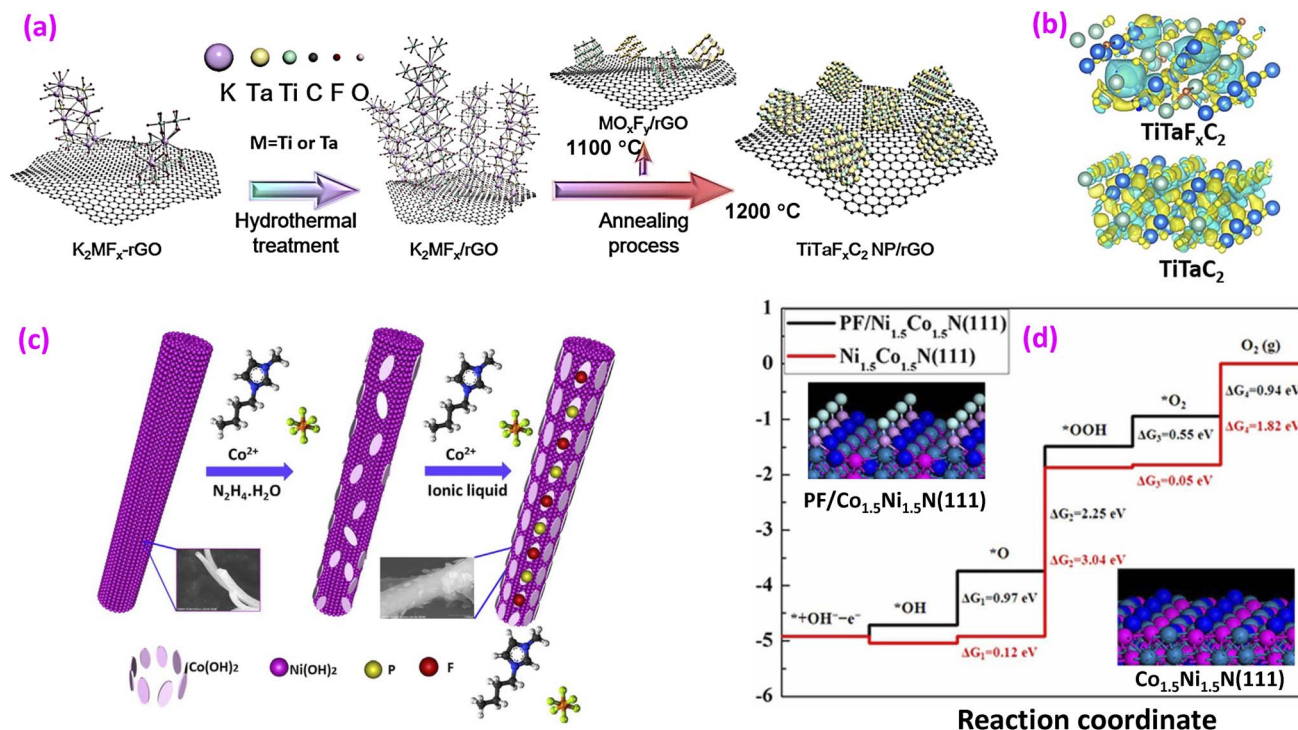 (a)
K Ta Ti C F O
M=Ti or Ta
Hydrothermal
treatment
K₂MFₓ-rGO
K₂MFₓ/rGO
MOₓFᵧ/rGO
1100 °C
Annealing
process
1200 °C
TiTaFₓC₂ NP/rGO
(b)
TiTaFₓC₂
TiTaC₂
(c)
Co²⁺
N₂H₄.H₂O
Co²⁺
Ionic liquid
Co(OH)2
Ni(OH)₂
P
F
(d)
1
0
-1
-2
-3
-4
-5
-6
PF/Ni₁.₅Co₁.₅N(111)
Ni₁.₅Co₁.₅N(111)
PF/Co₁.₅Ni₁.₅N(111)
*+OH⁻−e⁻
*OH
*O
*OOH
*O₂
O₂ (g)
ΔG₁=0.97 eV
ΔG₁=0.12 eV
ΔG₂=2.25 eV
ΔG₂=3.04 eV
ΔG₃=0.55 eV
ΔG₃=0.05 eV
ΔG₄=0.94 eV
ΔG₄=1.82 eV
Co₁.₅Ni₁.₅N(111)
Reaction coordinate